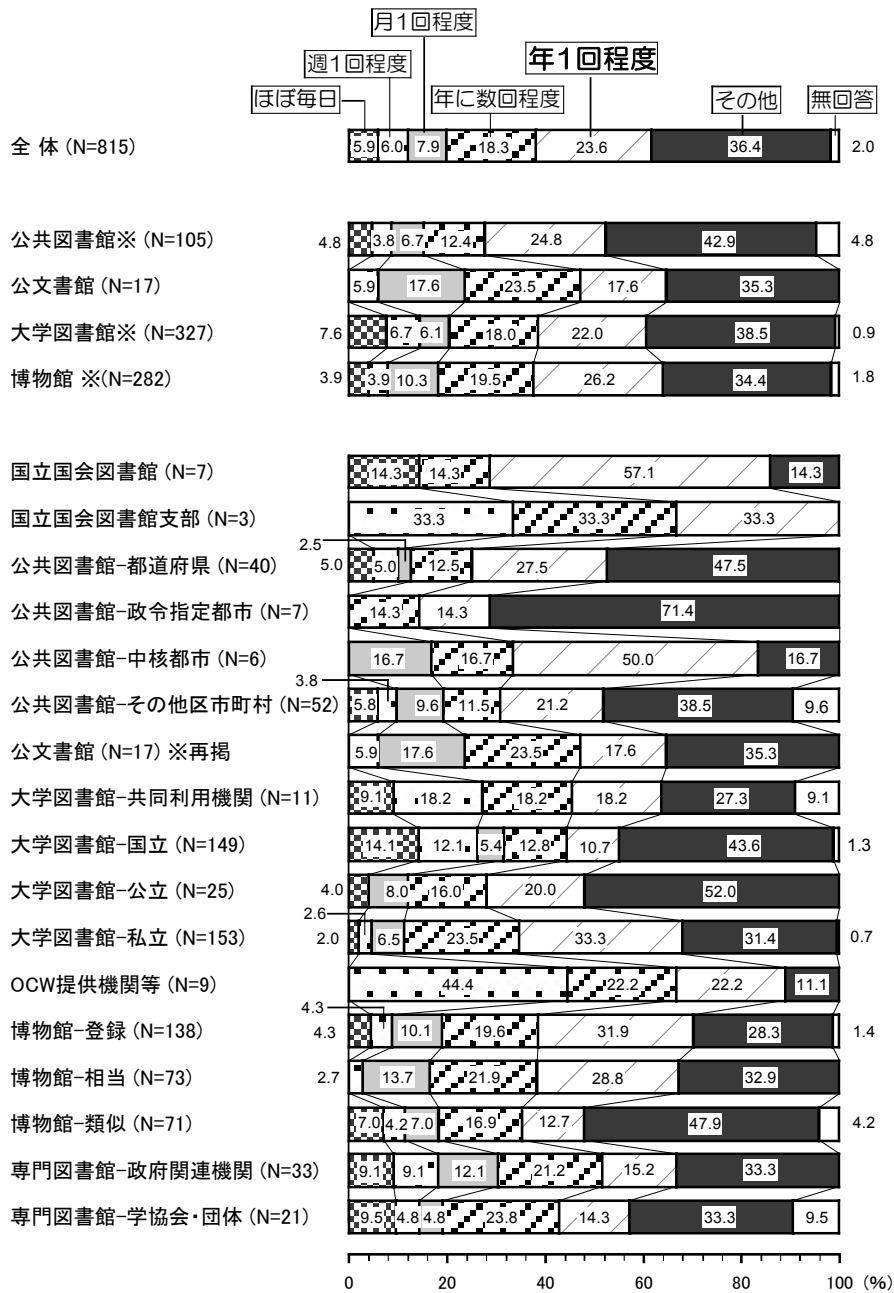 月1回程度
週1回程度
年1回程度
ほぼ毎日
年に数回程度
その他
無回答
全 体 (N=815) 5.9 6.0 7.9 18.3 23.6 36.4 2.0
公共図書館※ (N=105) 4.8 3.8 6.7 12.4 24.8 42.9 4.8
公文書館 (N=17) 5.9 17.6 23.5 17.6 35.3
大学図書館※ (N=327) 7.6 6.7 6.1 18.0 22.0 38.5 0.9
博物館 ※(N=282) 3.9 3.9 10.3 19.5 26.2 34.4 1.8
国立国会図書館 (N=7) 14.3 14.3 57.1 14.3
国立国会図書館支部 (N=3) 33.3 33.3 33.3
公共図書館-都道府県 (N=40) 5.0 5.0 2.5 12.5 27.5 47.5
公共図書館-政令指定都市 (N=7) 14.3 14.3 71.4
公共図書館-中核都市 (N=6) 16.7 16.7 50.0 16.7
公共図書館-その他区市町村 (N=52) 5.8 3.8 9.6 11.5 21.2 38.5 9.6
公文書館 (N=17) ※再掲 5.9 17.6 23.5 17.6 35.3
大学図書館-共同利用機関 (N=11) 9.1 18.2 18.2 18.2 27.3 9.1
大学図書館-国立 (N=149) 14.1 12.1 5.4 12.8 10.7 43.6 1.3
大学図書館-公立 (N=25) 4.0 8.0 16.0 20.0 52.0
大学図書館-私立 (N=153) 2.0 2.6 6.5 23.5 33.3 31.4 0.7
OCW提供機関等 (N=9) 44.4 22.2 22.2 11.1
博物館-登録 (N=138) 4.3 4.3 10.1 19.6 31.9 28.3 1.4
博物館-相当 (N=73) 2.7 13.7 21.9 28.8 32.9
博物館-類似 (N=71) 7.0 4.2 7.0 16.9 12.7 47.9 4.2
専門図書館-政府関連機関 (N=33) 9.1 9.1 12.1 21.2 15.2 33.3
専門図書館-学協会・団体 (N=21) 9.5 4.8 4.8 23.8 14.3 33.3 9.5
0 20 40 60 80 100 (%)